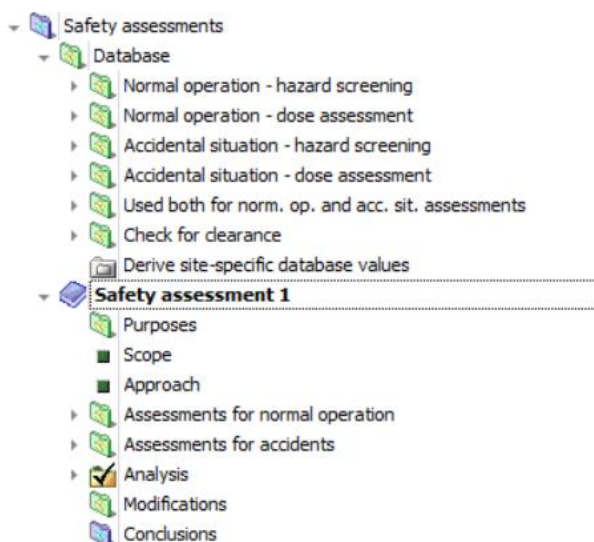 Safety assessments
Database
Normal operation - hazard screening
Normal operation - dose assessment
Accidental situation - hazard screening
Accidental situation - dose assessment
Used both for norm. op. and acc. sit. assessments
Check for clearance
Derive site-specific database values
Safety assessment 1
Purposes
Scope
Approach
Assessments for normal operation
Assessments for accidents
Analysis
Modifications
Conclusions